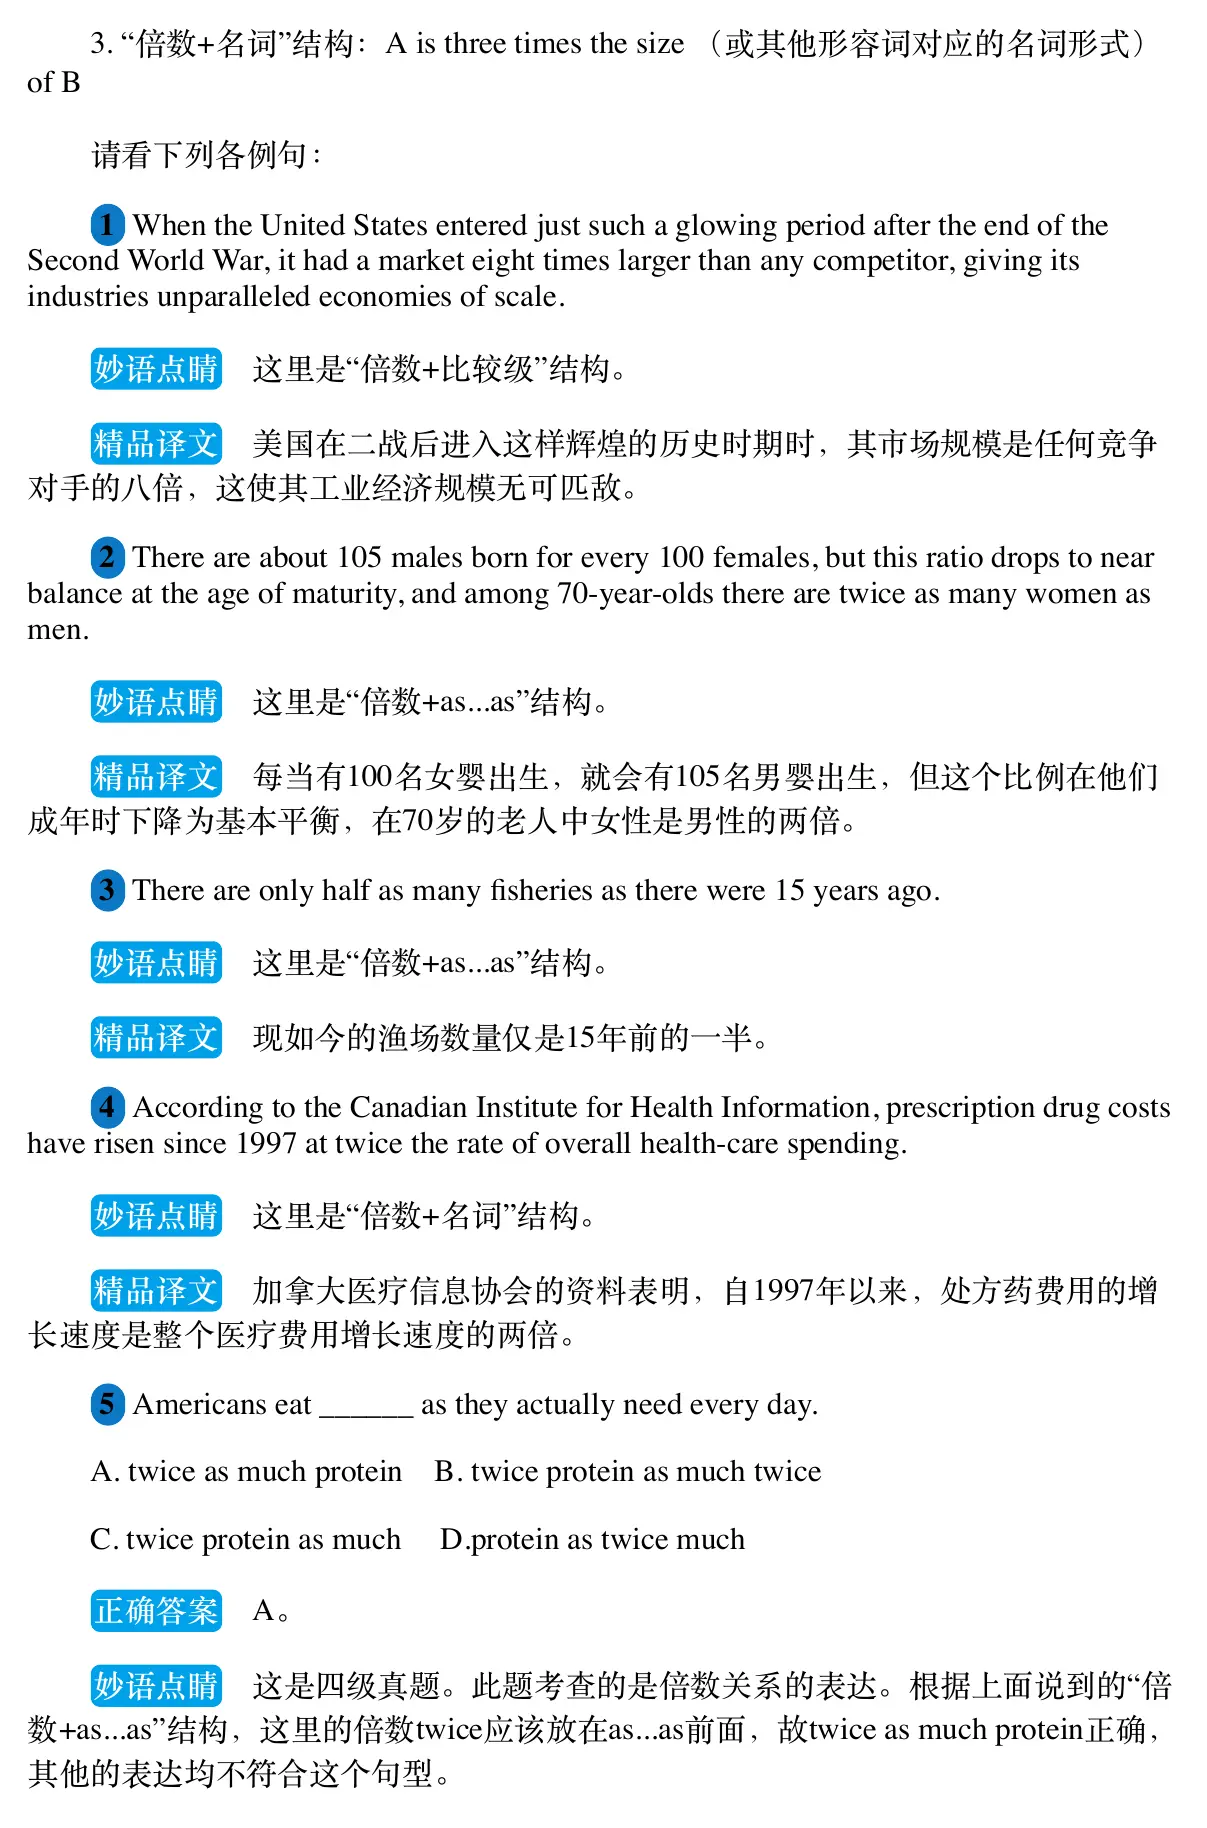 3. “倍数+名词”结构：A is three times the size （或其他形容词对应的名词形式）
of B
请看下列各例句：
1 When the United States entered just such a glowing period after the end of the
Second World War, it had a market eight times larger than any competitor, giving its
industries unparalleled economies of scale.
妙语点睛 这里是“倍数+比较级”结构。
精品译文 美国在二战后进入这样辉煌的历史时期时，其市场规模是任何竞争
对手的八倍，这使其工业经济规模无可匹敌。
2 There are about 105 males born for every 100 females, but this ratio drops to near
balance at the age of maturity, and among 70-year-olds there are twice as many women as
men.
妙语点睛 这里是“倍数+as...as”结构。
精品译文 每当有100名女婴出生，就会有105名男婴出生，但这个比例在他们
成年时下降为基本平衡，在70岁的老人中女性是男性的两倍。
3 There are only half as many fisheries as there were 15 years ago.
妙语点睛 这里是“倍数+as...as”结构。
精品译文 现如今的渔场数量仅是15年前的一半。
4 According to the Canadian Institute for Health Information, prescription drug costs
have risen since 1997 at twice the rate of overall health-care spending.
妙语点睛 这里是“倍数+名词”结构。
精品译文 加拿大医疗信息协会的资料表明，自1997年以来，处方药费用的增
长速度是整个医疗费用增长速度的两倍。
5 Americans eat ______ as they actually need every day.
A. twice as much protein B. twice protein as much twice
C. twice protein as much D.protein as twice much
正确答案 A。
妙语点睛 这是四级真题。此题考查的是倍数关系的表达。根据上面说到的“倍
数+as...as”结构，这里的倍数twice应该放在as...as前面，故twice as much protein正确，
其他的表达均不符合这个句型。